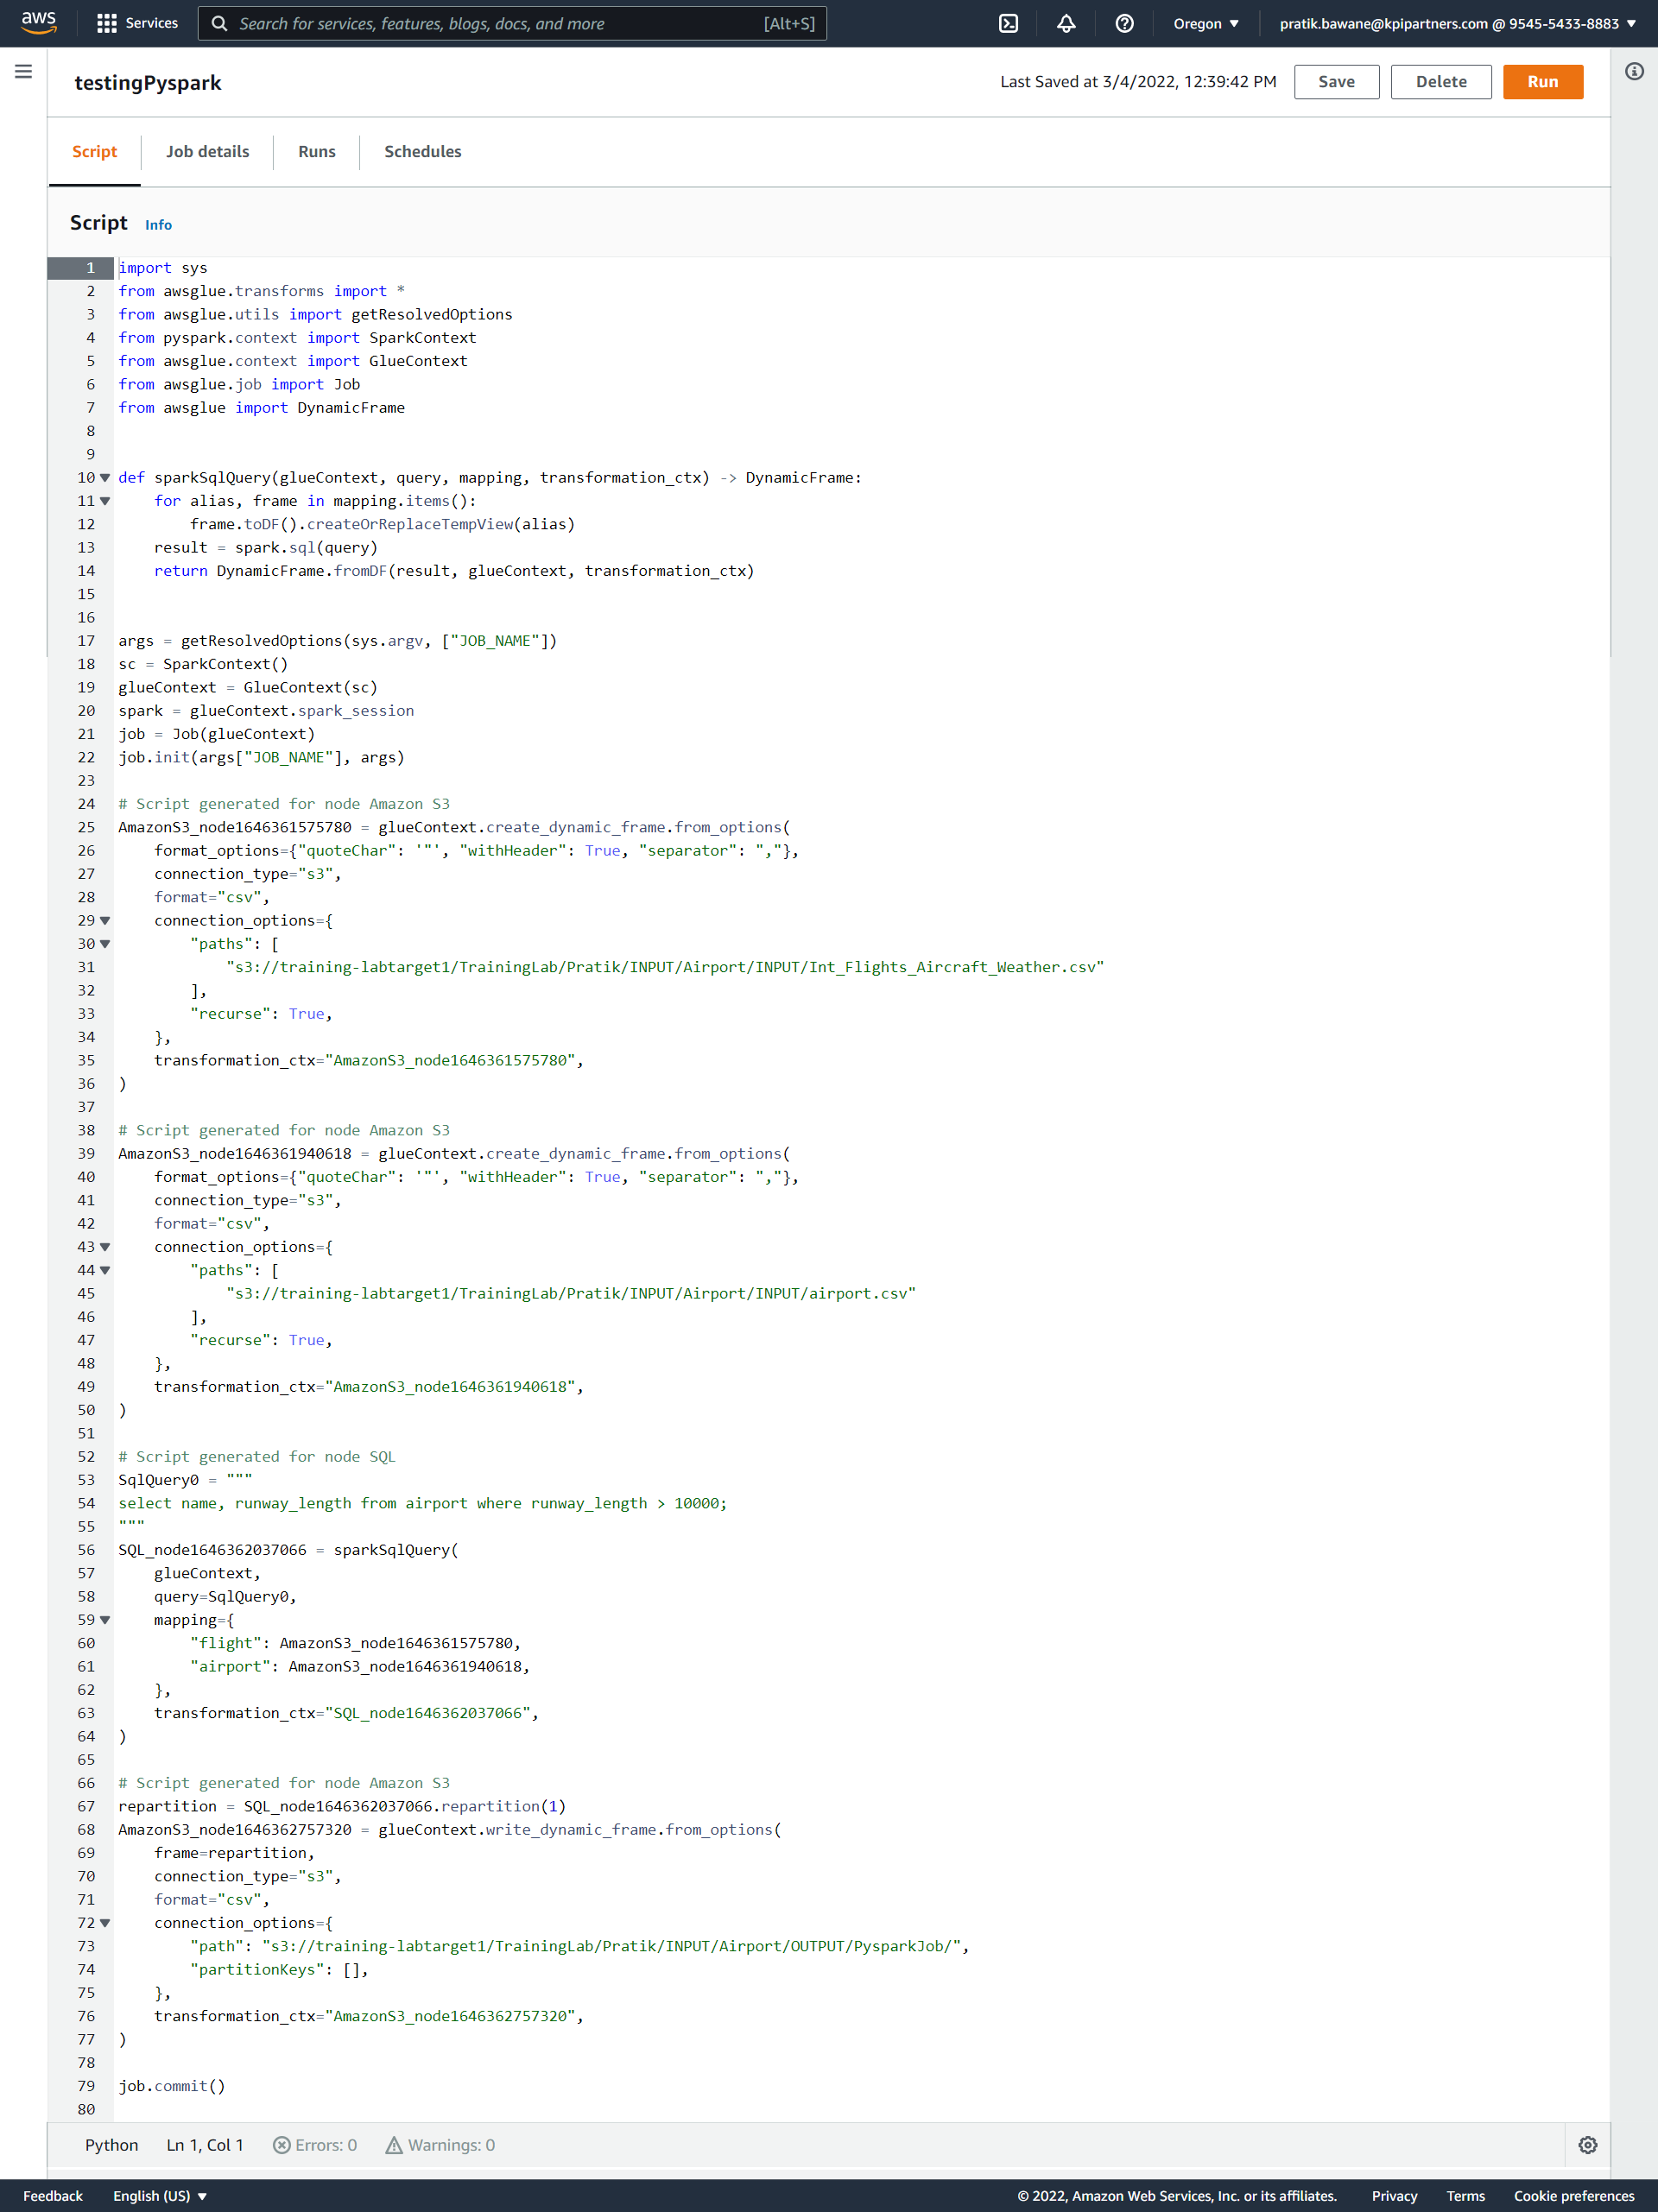 aws Services Search for services, features, blogs, docs, and more [Alt+S] Oregon ▼ pratik.bawane@kpipartners.com @ 9545-5433-8883 ▼
testingPyspark Last Saved at 3/4/2022, 12:39:42 PM Save Delete Run
Script Job details Runs Schedules
Script Info
1 import sys
2 from awsglue.transforms import *
3 from awsglue.utils import getResolvedOptions
4 from pyspark.context import SparkContext
5 from awsglue.context import GlueContext
6 from awsglue.job import Job
7 from awsglue import DynamicFrame
8
9
10 def sparkSqlQuery(glueContext, query, mapping, transformation_ctx) -> DynamicFrame:
11     for alias, frame in mapping.items():
12         frame.toDF().createOrReplaceTempView(alias)
13     result = spark.sql(query)
14     return DynamicFrame.fromDF(result, glueContext, transformation_ctx)
15
16
17 args = getResolvedOptions(sys.argv, ["JOB_NAME"])
18 sc = SparkContext()
19 glueContext = GlueContext(sc)
20 spark = glueContext.spark_session
21 job = Job(glueContext)
22 job.init(args["JOB_NAME"], args)
23
24 # Script generated for node Amazon S3
25 AmazonS3_node1646361575780 = glueContext.create_dynamic_frame.from_options(
26     format_options={"quoteChar": '"', "withHeader": True, "separator": ","},
27     connection_type="s3",
28     format="csv",
29     connection_options={
30         "paths": [
31             "s3://training-labtarget1/TrainingLab/Pratik/INPUT/Airport/INPUT/Int_Flights_Aircraft_Weather.csv"
32         ],
33         "recurse": True,
34     },
35     transformation_ctx="AmazonS3_node1646361575780",
36 )
37
38 # Script generated for node Amazon S3
39 AmazonS3_node1646361940618 = glueContext.create_dynamic_frame.from_options(
40     format_options={"quoteChar": '"', "withHeader": True, "separator": ","},
41     connection_type="s3",
42     format="csv",
43     connection_options={
44         "paths": [
45             "s3://training-labtarget1/TrainingLab/Pratik/INPUT/Airport/INPUT/airport.csv"
46         ],
47         "recurse": True,
48     },
49     transformation_ctx="AmazonS3_node1646361940618",
50 )
51
52 # Script generated for node SQL
53 SqlQuery0 = """
54 select name, runway_length from airport where runway_length > 10000;
55 """
56 SQL_node1646362037066 = sparkSqlQuery(
57     glueContext,
58     query=SqlQuery0,
59     mapping={
60         "flight": AmazonS3_node1646361575780,
61         "airport": AmazonS3_node1646361940618,
62     },
63     transformation_ctx="SQL_node1646362037066",
64 )
65
66 # Script generated for node Amazon S3
67 repartition = SQL_node1646362037066.repartition(1)
68 AmazonS3_node1646362757320 = glueContext.write_dynamic_frame.from_options(
69     frame=repartition,
70     connection_type="s3",
71     format="csv",
72     connection_options={
73         "path": "s3://training-labtarget1/TrainingLab/Pratik/INPUT/Airport/OUTPUT/PysparkJob/",
74         "partitionKeys": [],
75     },
76     transformation_ctx="AmazonS3_node1646362757320",
77 )
78
79 job.commit()
80
Python Ln 1, Col 1 Errors: 0 Warnings: 0
Feedback English (US) ▼ © 2022, Amazon Web Services, Inc. or its affiliates. Privacy Terms Cookie preferences